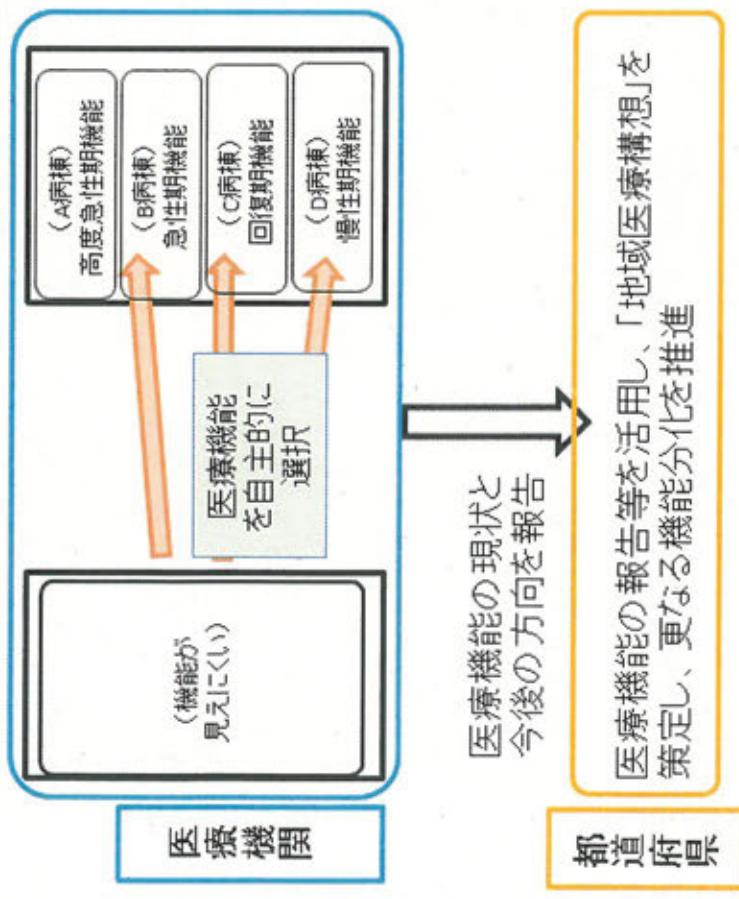 医療機関
(機能が
見えにくい)
医療機能
を自主的に
選択
(A病棟)
高度急性期機能
(B病棟)
急性期機能
(C病棟)
回復期機能
(D病棟)
慢性期機能
医療機能の現状と
今後の方向を報告
都道府県
医療機能の報告等を活用し、「地域医療構想」を
策定し、更なる機能分化を推進